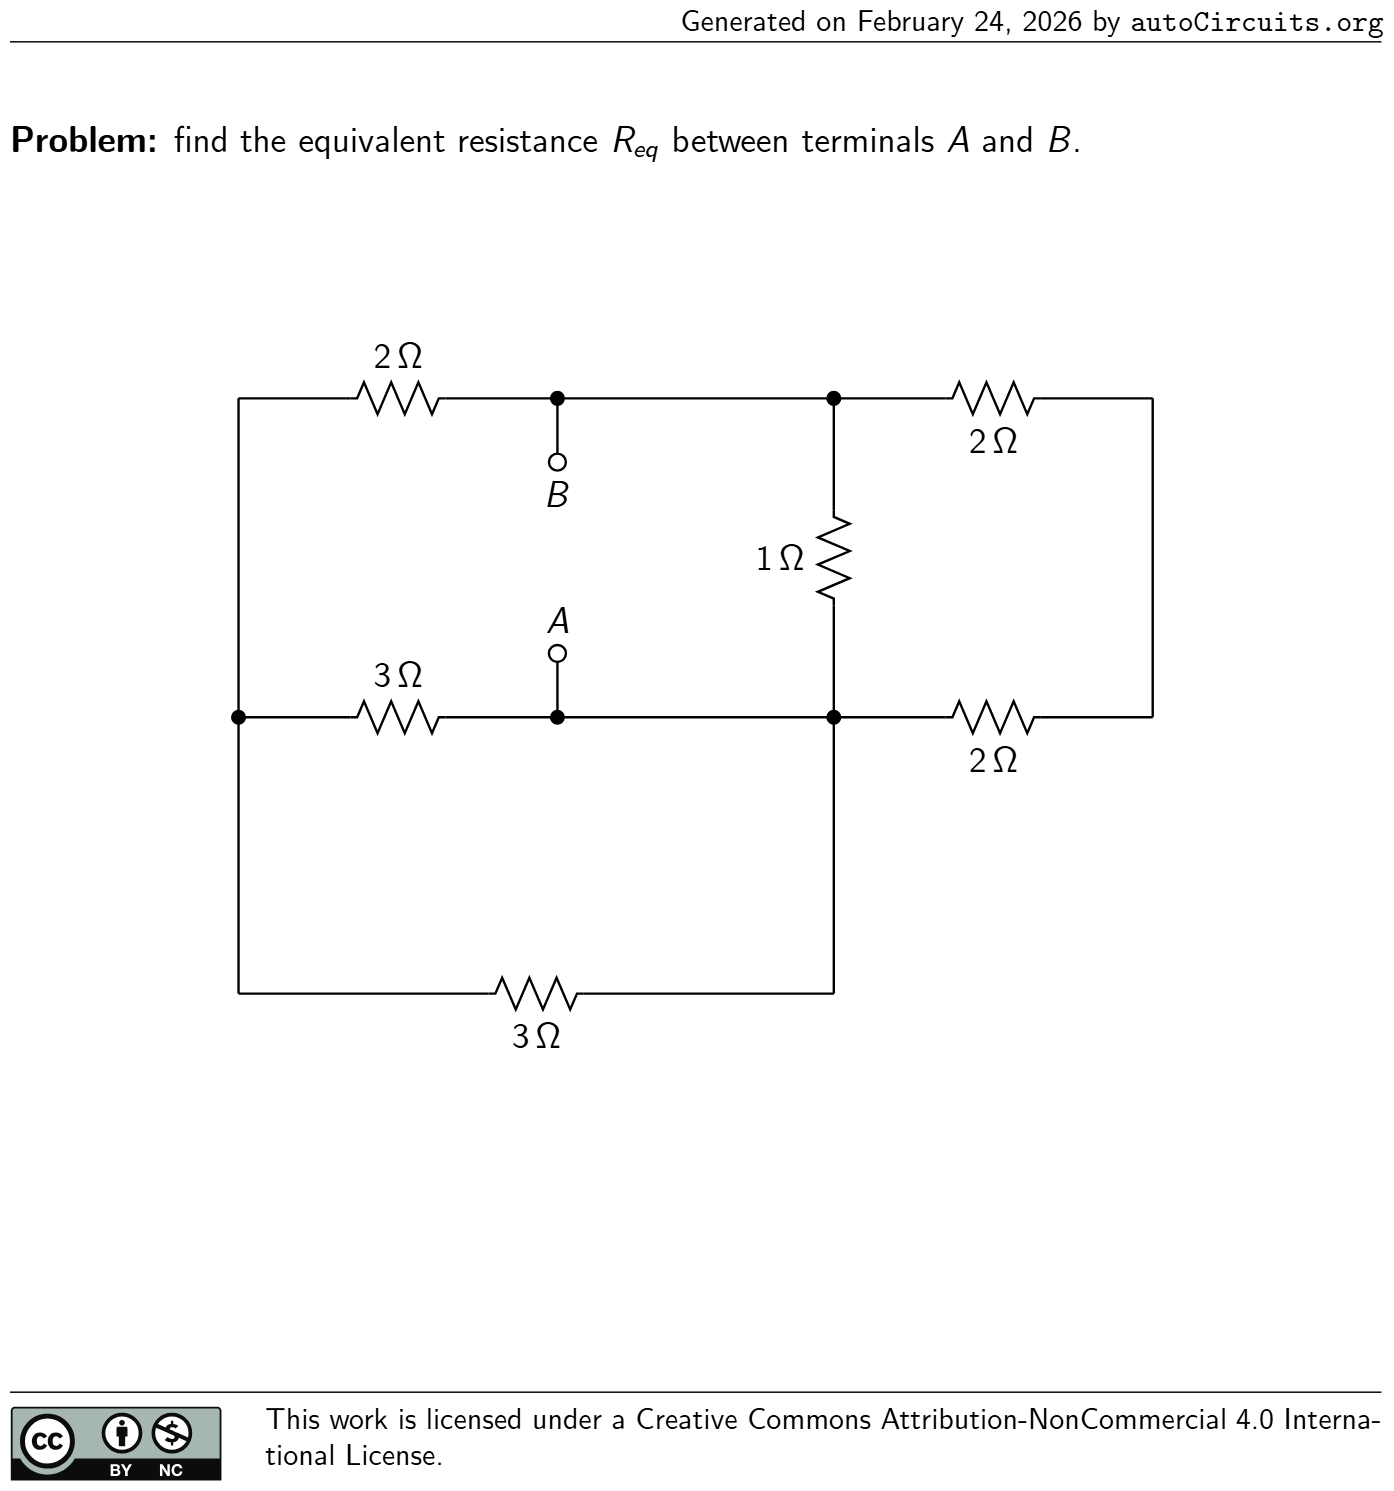 Generated on February 24, 2026 by autoCircuits.org
Problem: find the equivalent resistance Req between terminals A and B.
2 Ω
2 Ω
B
1 Ω
A
3 Ω
2 Ω
3 Ω
This work is licensed under a Creative Commons Attribution-NonCommercial 4.0 Interna-
tional License.
cc
BY NC